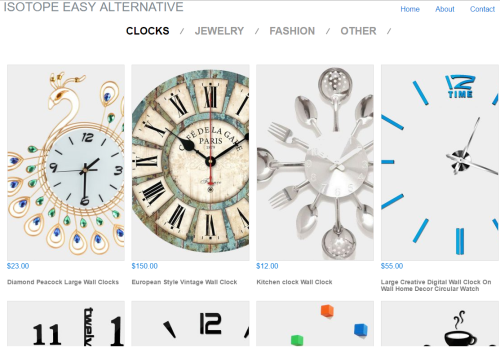 ISOTOPE EASY ALTERNATIVE
Home About Contact
CLOCKS / JEWELRY / FASHION / OTHER /
12
CAFÉ DE LA GARE
PARIS
12
TIME
$23.00
$150.00
$12.00
$55.00
Diamond Peacock Large Wall Clocks
European Style Vintage Wall Clock
Kitchen clock Wall Clock
Large Creative Digital Wall Clock On
Wall Home Decor Circular Watch
11
twelve
12